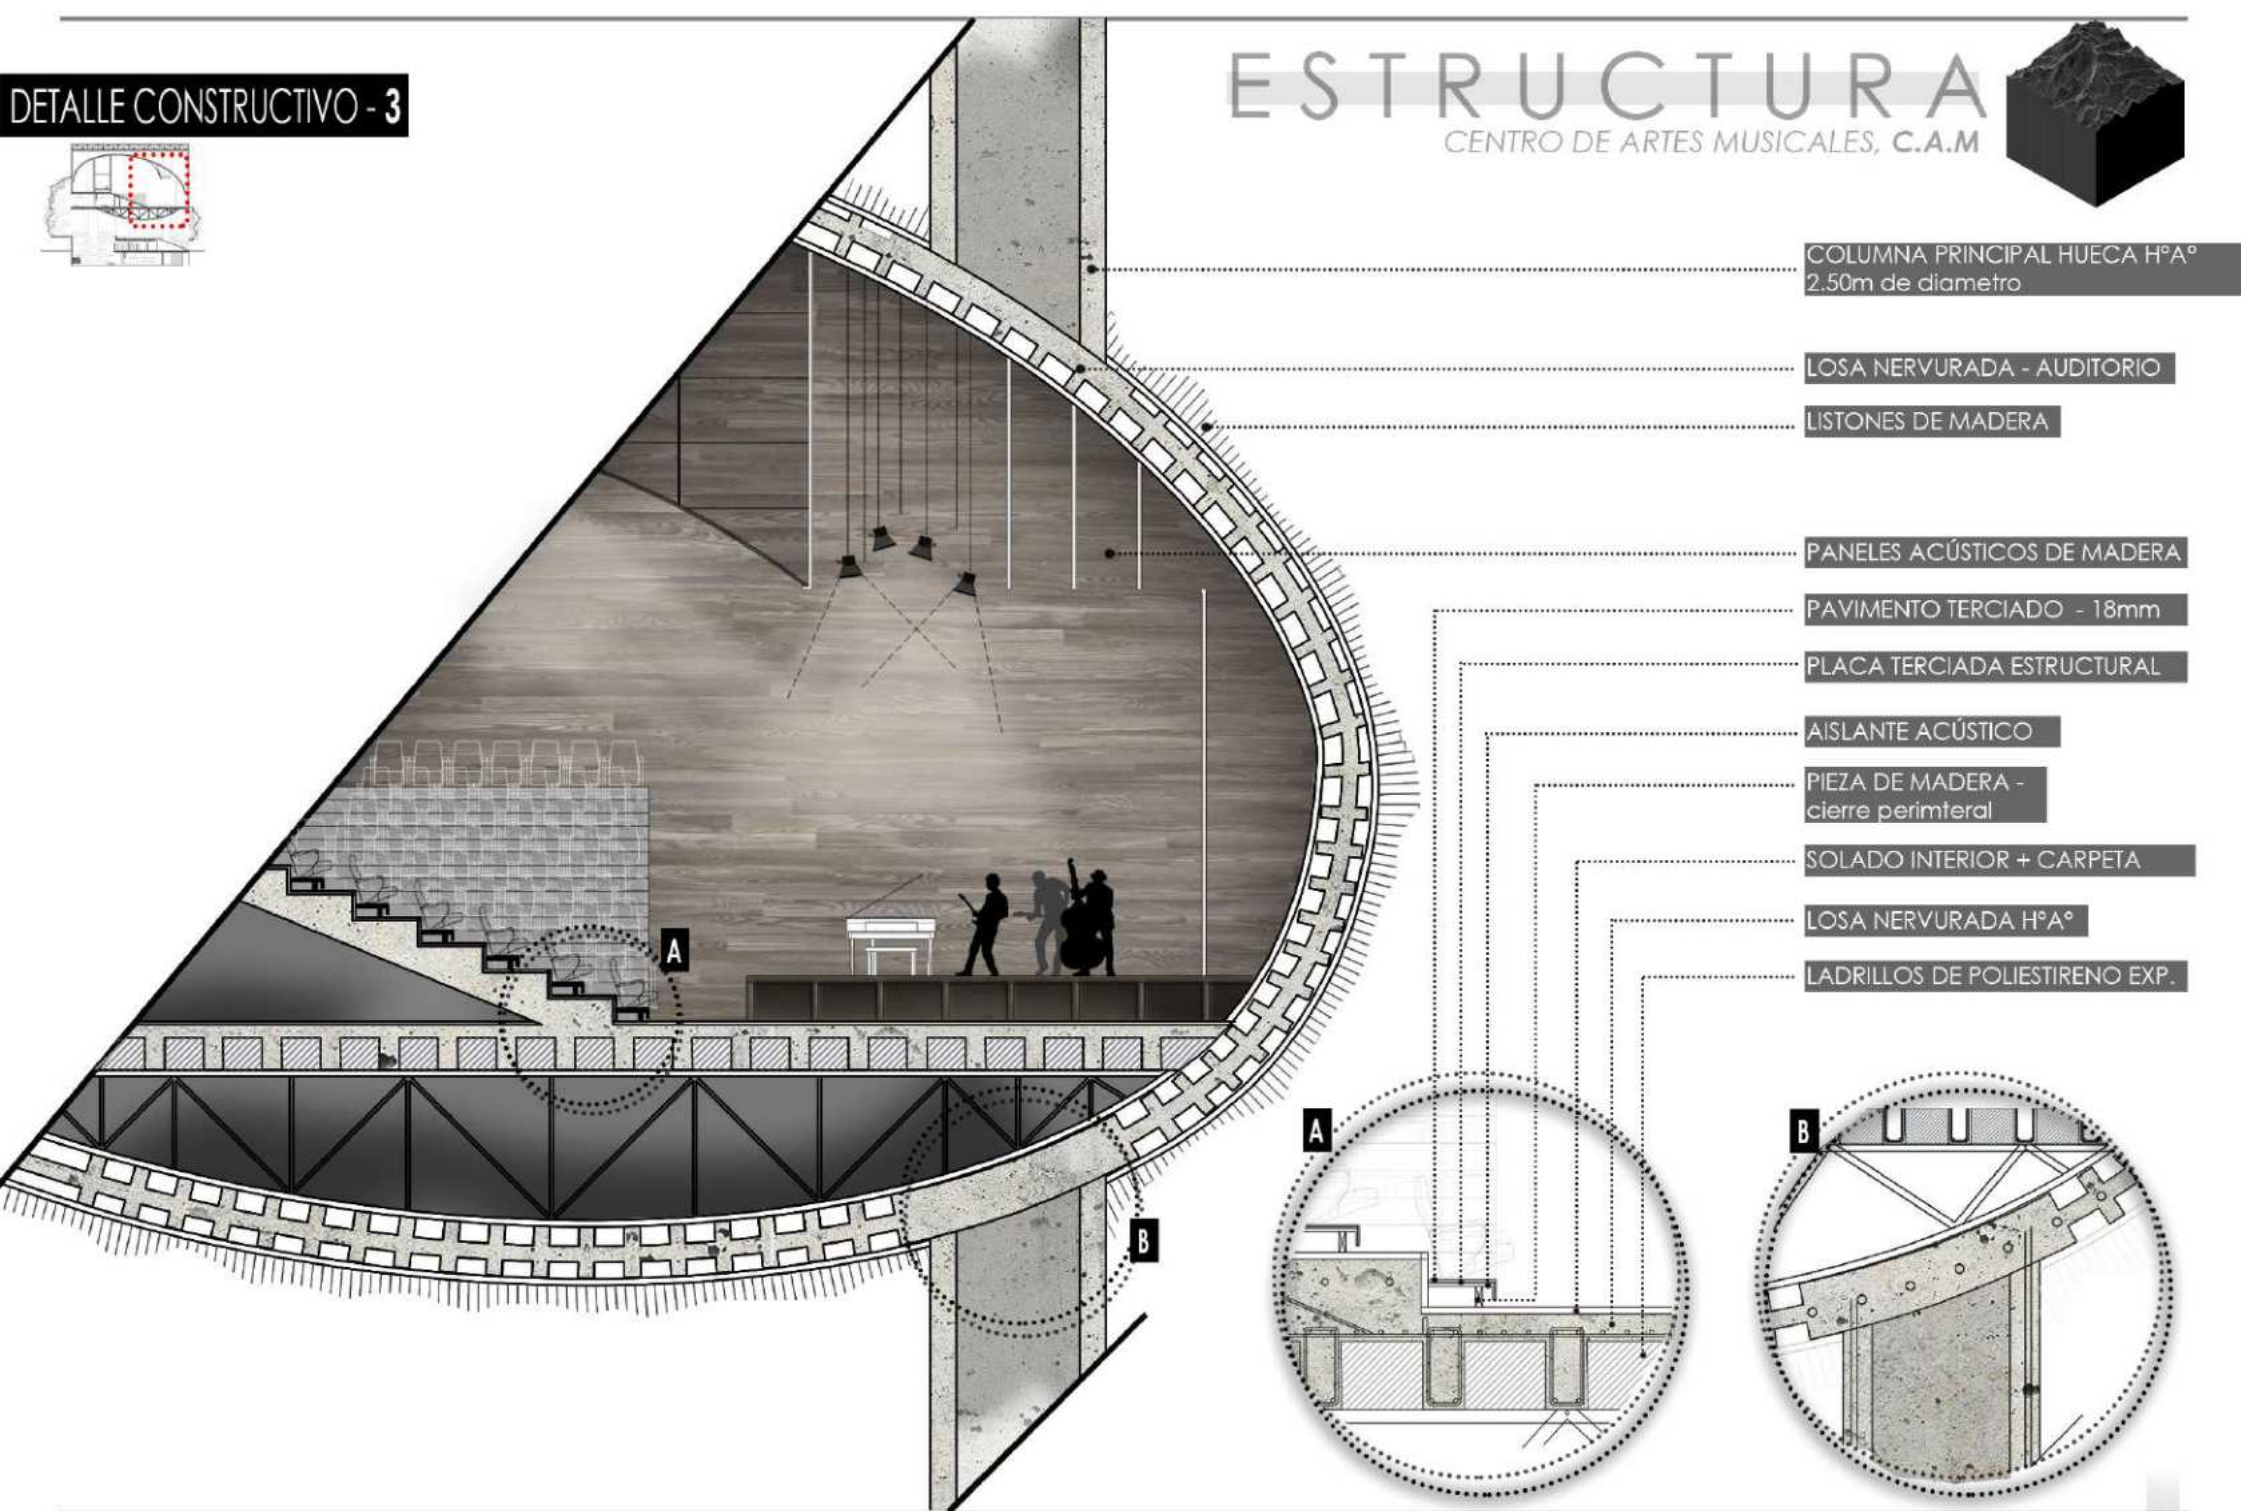 DETALLE CONSTRUCTIVO - 3
ESTRUCTURA
CENTRO DE ARTES MUSICALES, C.A.M
COLUMNA PRINCIPAL HUECA HºAº
2.50m de diametro
LOSA NERVURADA - AUDITORIO
LISTONES DE MADERA
PANELES ACÚSTICOS DE MADERA
PAVIMENTO TERCIADO - 18mm
PLACA TERCIADA ESTRUCTURAL
AISLANTE ACÚSTICO
PIEZA DE MADERA -
cierre perimteral
SOLADO INTERIOR + CARPETA
LOSA NERVURADA HºAº
LADRILLOS DE POLIESTIRENO EXP.
A
B
A
B